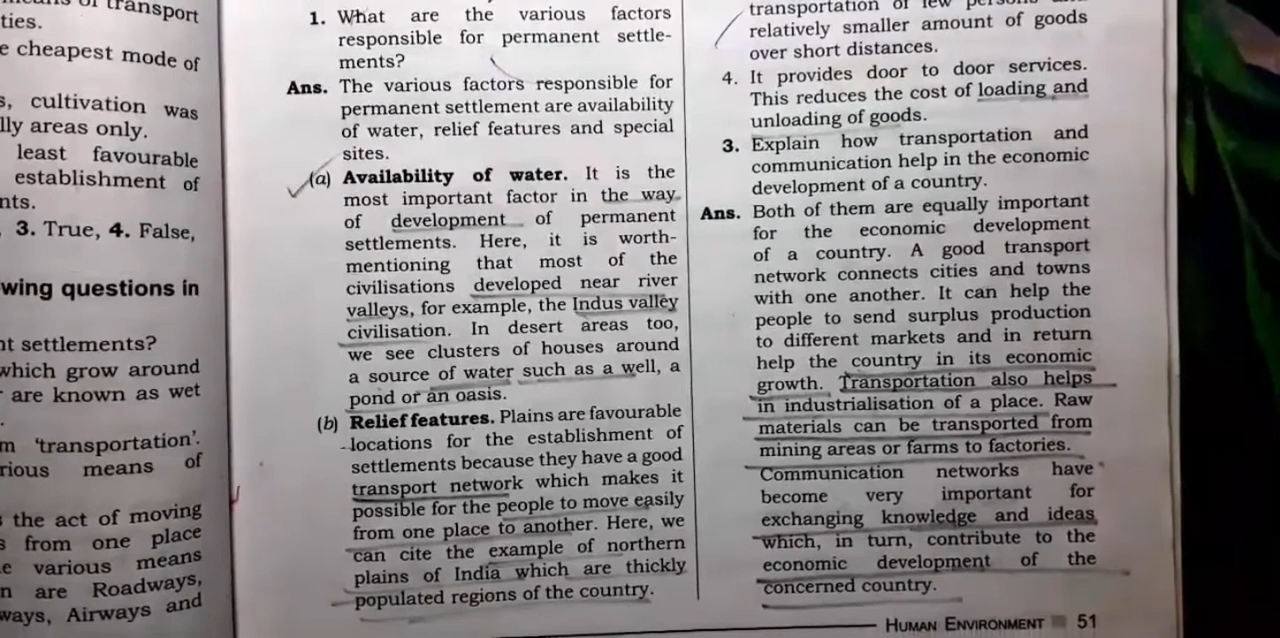 transport
ties.
e cheapest mode of
s, cultivation was
lly areas only.
least favourable
establishment of
nts.
3. True, 4. False,
wing questions in
nt settlements?
which grow around
are known as wet
m ‘transportation’.
rious means of
the act of moving
s from one place
e various means
n are Roadways,
ways, Airways and
1. What are the various factors
responsible for permanent settle-
ments?
Ans. The various factors responsible for
permanent settlement are availability
of water, relief features and special
sites.
(a) Availability of water. It is the
most important factor in the way
of development of permanent
settlements. Here, it is worth-
mentioning that most of the
civilisations developed near river
valleys, for example, the Indus valley
civilisation. In desert areas too,
we see clusters of houses around
a source of water such as a well, a
pond or an oasis.
(b) Relief features. Plains are favourable
locations for the establishment of
settlements because they have a good
transport network which makes it
possible for the people to move easily
from one place to another. Here, we
can cite the example of northern
plains of India which are thickly
populated regions of the country.
transportation of few persons
relatively smaller amount of goods
over short distances.
4. It provides door to door services.
This reduces the cost of loading and
unloading of goods.
3. Explain how transportation and
communication help in the economic
development of a country.
Ans. Both of them are equally important
for the economic development
of a country. A good transport
network connects cities and towns
with one another. It can help the
people to send surplus production
to different markets and in return
help the country in its economic
growth. Transportation also helps
in industrialisation of a place. Raw
materials can be transported from
mining areas or farms to factories.
Communication networks have
become very important for
exchanging knowledge and ideas
which, in turn, contribute to the
economic development of the
concerned country.
HUMAN ENVIRONMENT 51